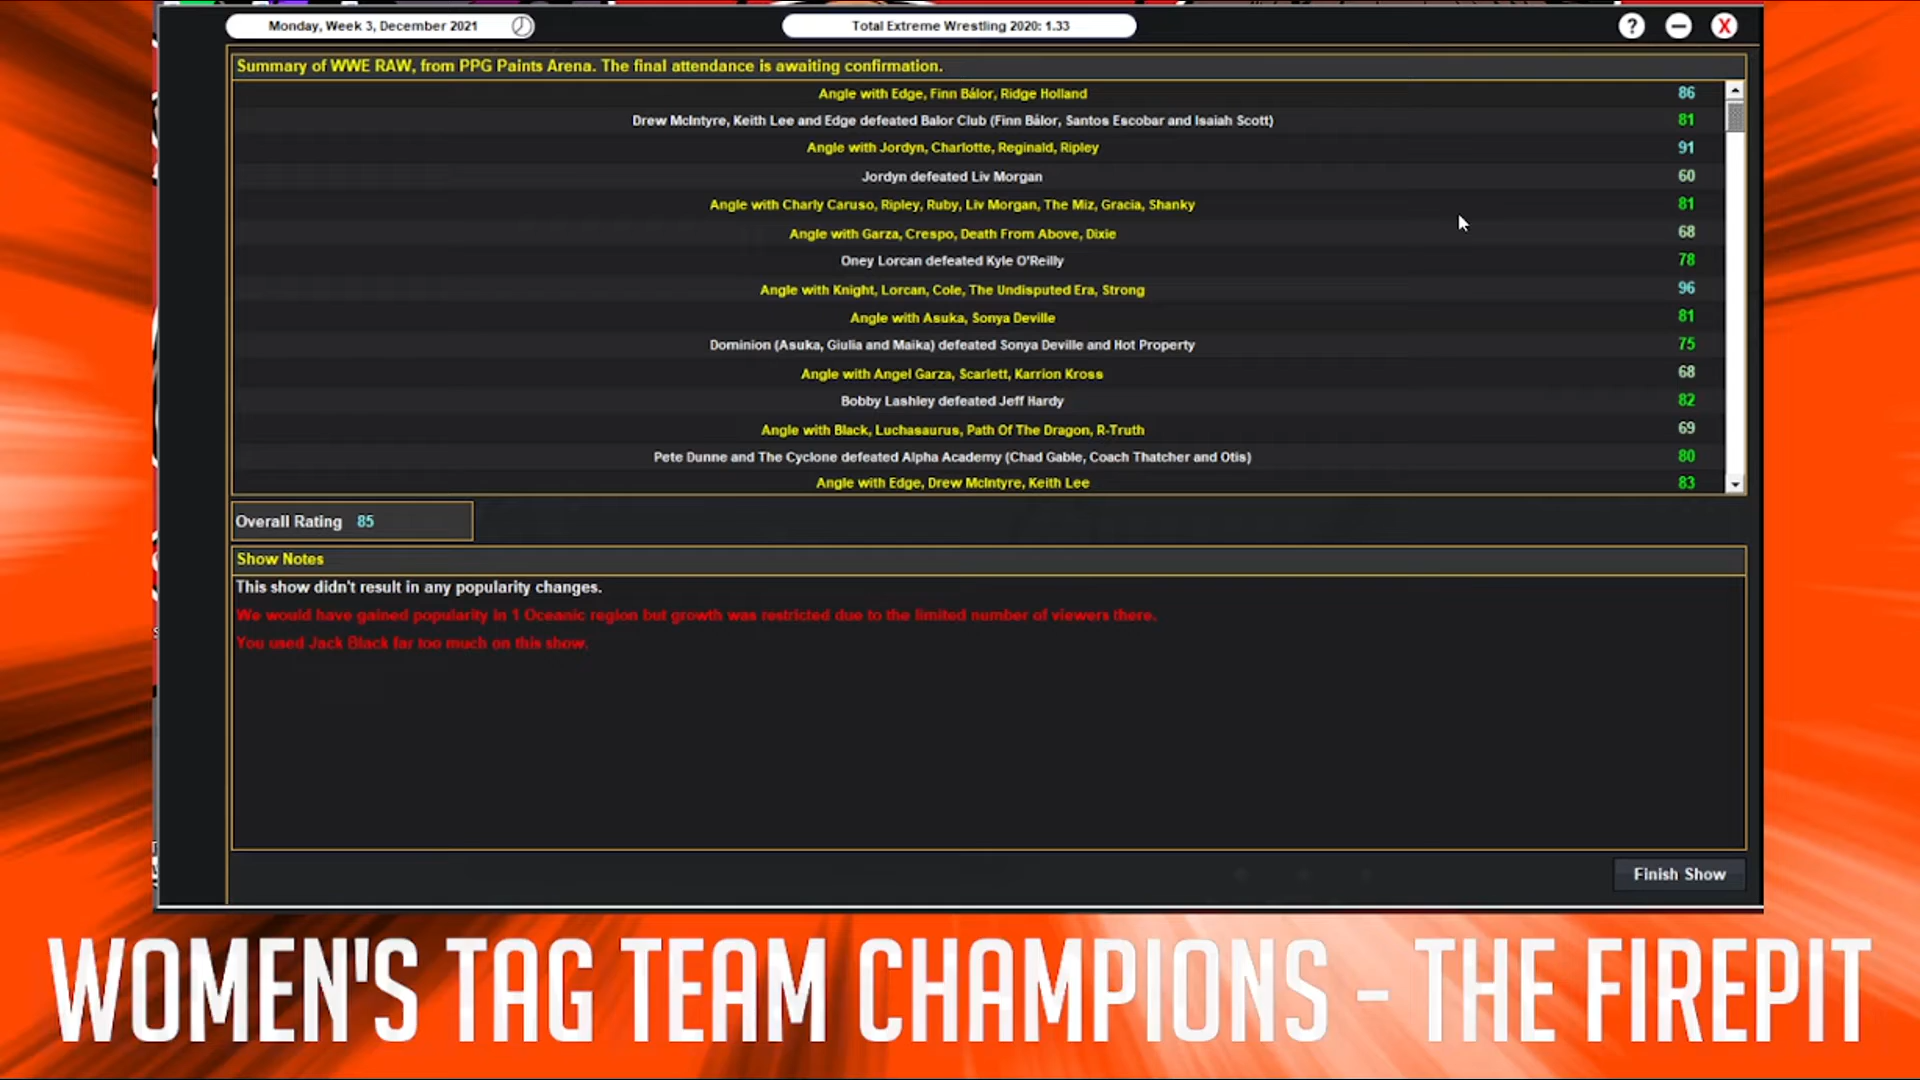 Monday, Week 3, December 2021
Total Extreme Wrestling 2020: 1.33
?
X
Summary of WWE RAW, from PPG Paints Arena. The final attendance is awaiting confirmation.
Angle with Edge, Finn Bálor, Ridge Holland 86
Drew McIntyre, Keith Lee and Edge defeated Balor Club (Finn Bálor, Santos Escobar and Isaiah Scott) 81
Angle with Jordyn, Charlotte, Reginald, Ripley 91
Jordyn defeated Liv Morgan 60
Angle with Charly Caruso, Ripley, Ruby, Liv Morgan, The Miz, Gracia, Shanky 81
Angle with Garza, Crespo, Death From Above, Dixie 68
Oney Lorcan defeated Kyle O'Reilly 78
Angle with Knight, Lorcan, Cole, The Undisputed Era, Strong 96
Angle with Asuka, Sonya Deville 81
Dominion (Asuka, Giulia and Maika) defeated Sonya Deville and Hot Property 75
Angle with Angel Garza, Scarlett, Karrion Kross 68
Bobby Lashley defeated Jeff Hardy 82
Angle with Black, Luchasaurus, Path Of The Dragon, R-Truth 69
Pete Dunne and The Cyclone defeated Alpha Academy (Chad Gable, Coach Thatcher and Otis) 80
Angle with Edge, Drew McIntyre, Keith Lee 83
Overall Rating 85
Show Notes
This show didn't result in any popularity changes.
We would have gained popularity in 1 Oceanic region but growth was restricted due to the limited number of viewers there.
You used Jack Black far too much on this show.
Finish Show
WOMEN'S TAG TEAM CHAMPIONS - THE FIREPIT